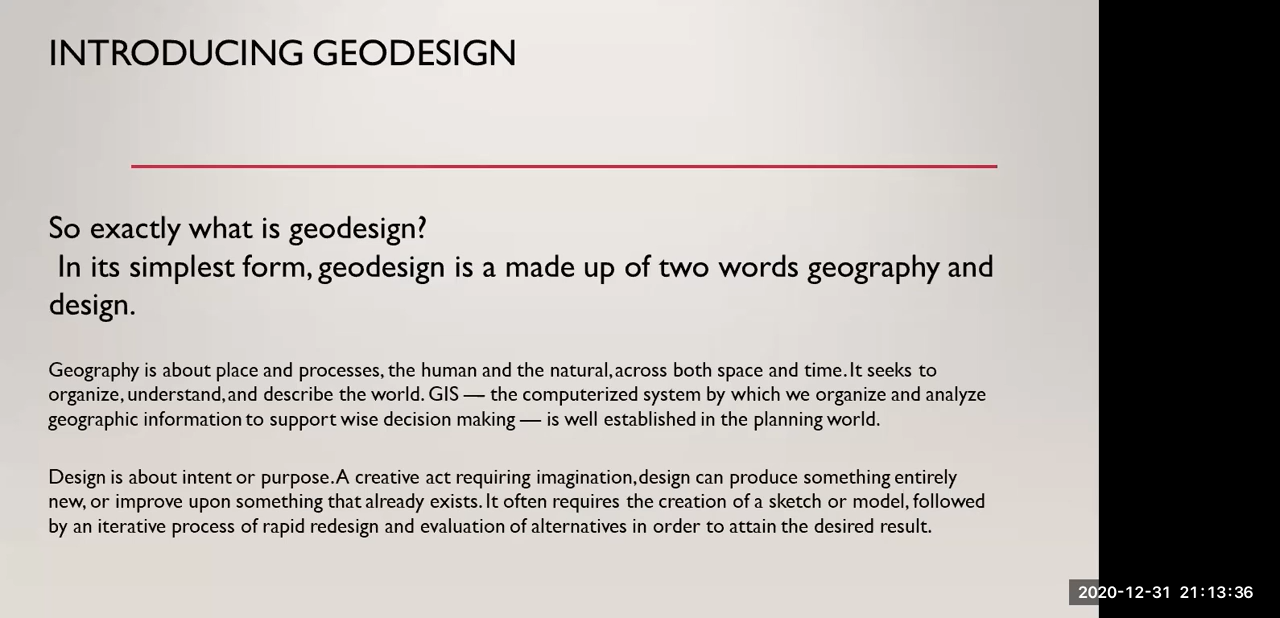 INTRODUCING GEODESIGN
So exactly what is geodesign?
In its simplest form, geodesign is a made up of two words geography and
design.
Geography is about place and processes, the human and the natural, across both space and time. It seeks to
organize, understand, and describe the world. GIS — the computerized system by which we organize and analyze
geographic information to support wise decision making — is well established in the planning world.
Design is about intent or purpose. A creative act requiring imagination, design can produce something entirely
new, or improve upon something that already exists. It often requires the creation of a sketch or model, followed
by an iterative process of rapid redesign and evaluation of alternatives in order to attain the desired result.
2020-12-31 21:13:36